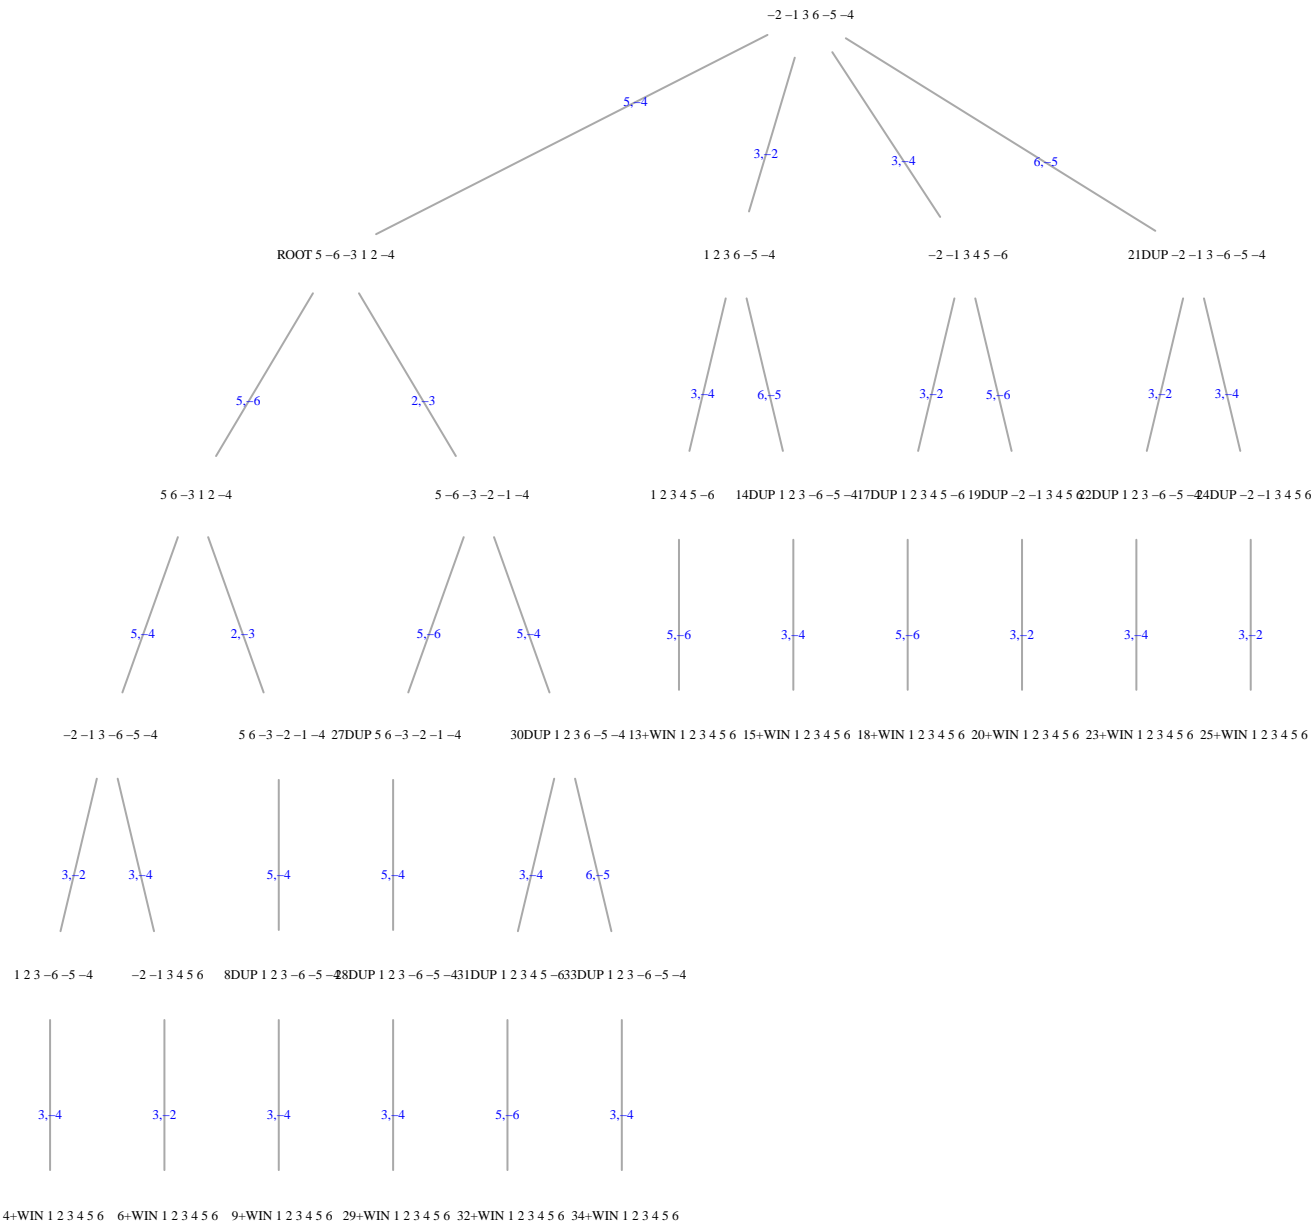 −2 −1 3 6 −5 −4
5,−4
3,−2
3,−4
6,−5
ROOT 5 −6 −3 1 2 −4
1 2 3 6 −5 −4
−2 −1 3 4 5 −6
21DUP −2 −1 3 −6 −5 −4
5,−6
2,−3
3,−4
6,−5
3,−2
5,−6
3,−2
3,−4
5 6 −3 1 2 −4
5 −6 −3 −2 −1 −4
1 2 3 4 5 −6
14DUP 1 2 3 −6 −5 −4
17DUP 1 2 3 4 5 −6
19DUP −2 −1 3 4 5 6
22DUP 1 2 3 −6 −5 −4
24DUP −2 −1 3 4 5 6
5,−4
2,−3
5,−6
5,−4
5,−6
3,−4
5,−6
3,−2
3,−4
3,−2
−2 −1 3 −6 −5 −4
5 6 −3 −2 −1 −4
27DUP 5 6 −3 −2 −1 −4
30DUP 1 2 3 6 −5 −4
13+WIN 1 2 3 4 5 6
15+WIN 1 2 3 4 5 6
18+WIN 1 2 3 4 5 6
20+WIN 1 2 3 4 5 6
23+WIN 1 2 3 4 5 6
25+WIN 1 2 3 4 5 6
3,−2
3,−4
5,−4
5,−4
3,−4
6,−5
1 2 3 −6 −5 −4
−2 −1 3 4 5 6
8DUP 1 2 3 −6 −5 −4
28DUP 1 2 3 −6 −5 −4
31DUP 1 2 3 4 5 −6
33DUP 1 2 3 −6 −5 −4
3,−4
3,−2
3,−4
3,−4
5,−6
3,−4
4+WIN 1 2 3 4 5 6
6+WIN 1 2 3 4 5 6
9+WIN 1 2 3 4 5 6
29+WIN 1 2 3 4 5 6
32+WIN 1 2 3 4 5 6
34+WIN 1 2 3 4 5 6